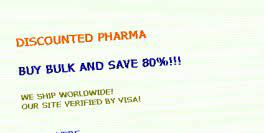 DISCOUNTED PHARMA
BUY BULK AND SAVE 80%!!!
WE SHIP WORLDWIDE!
OUR SITE VERIFIED BY VISA!